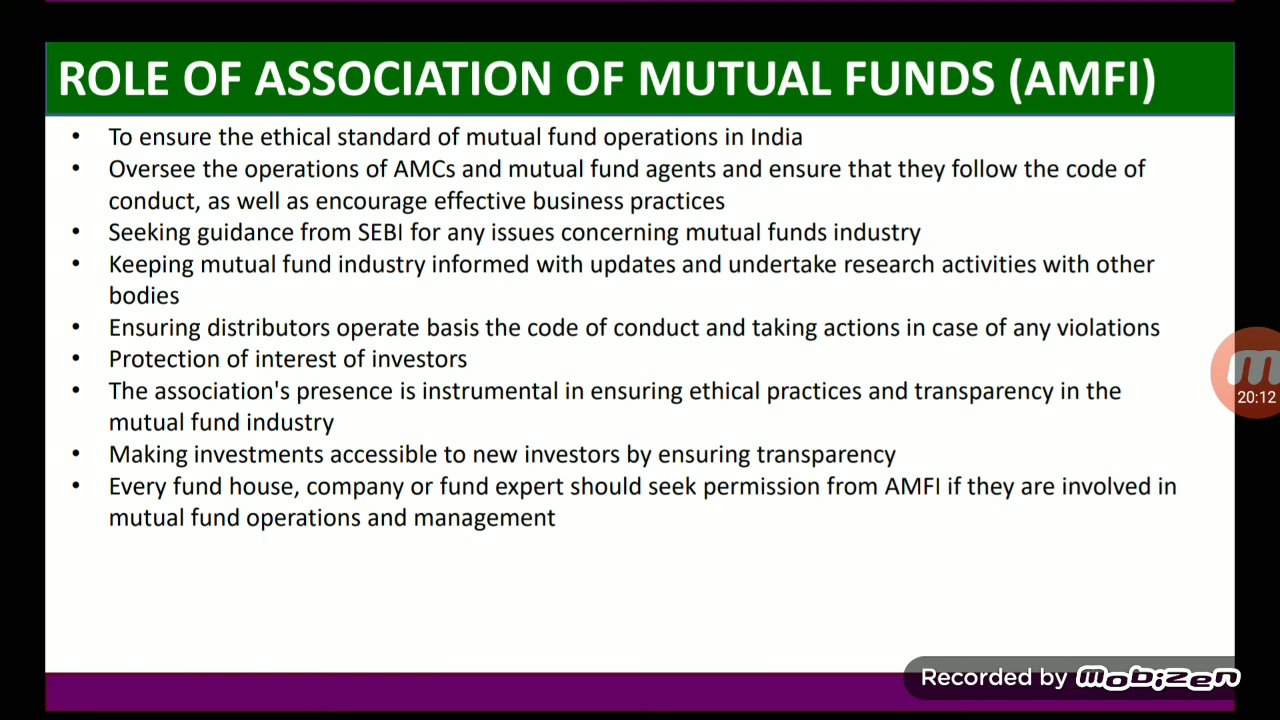 ROLE OF ASSOCIATION OF MUTUAL FUNDS (AMFI)
• To ensure the ethical standard of mutual fund operations in India
• Oversee the operations of AMCs and mutual fund agents and ensure that they follow the code of
conduct, as well as encourage effective business practices
• Seeking guidance from SEBI for any issues concerning mutual funds industry
• Keeping mutual fund industry informed with updates and undertake research activities with other
bodies
• Ensuring distributors operate basis the code of conduct and taking actions in case of any violations
• Protection of interest of investors
• The association's presence is instrumental in ensuring ethical practices and transparency in the
mutual fund industry
• Making investments accessible to new investors by ensuring transparency
• Every fund house, company or fund expert should seek permission from AMFI if they are involved in
mutual fund operations and management
m
20:12
Recorded by mobizen